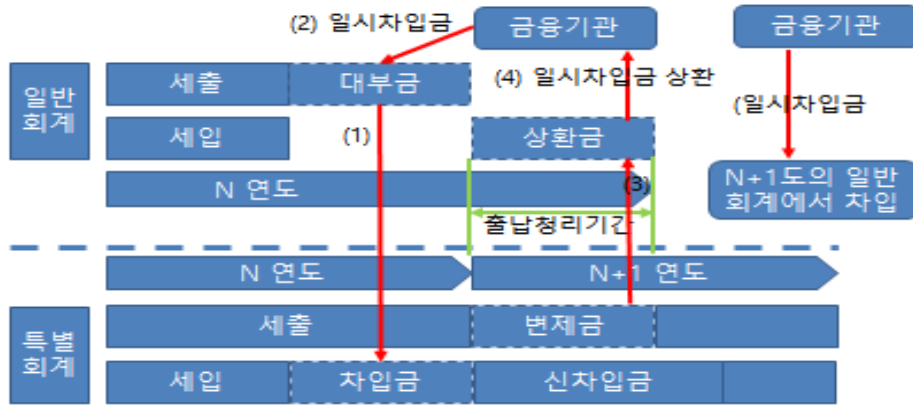 (2) 일시차입금
금융기관
금융기관
일반
회계
세출
대부금
(4) 일시차입금 상환
(일시차입금
세입
(1)
상환금
N 연도
(3)
N+1도의 일반
회계에서 차입
출납청리기간
N 연도
N+1 연도
특별
회계
세출
변제금
세입
차입금
신차입금